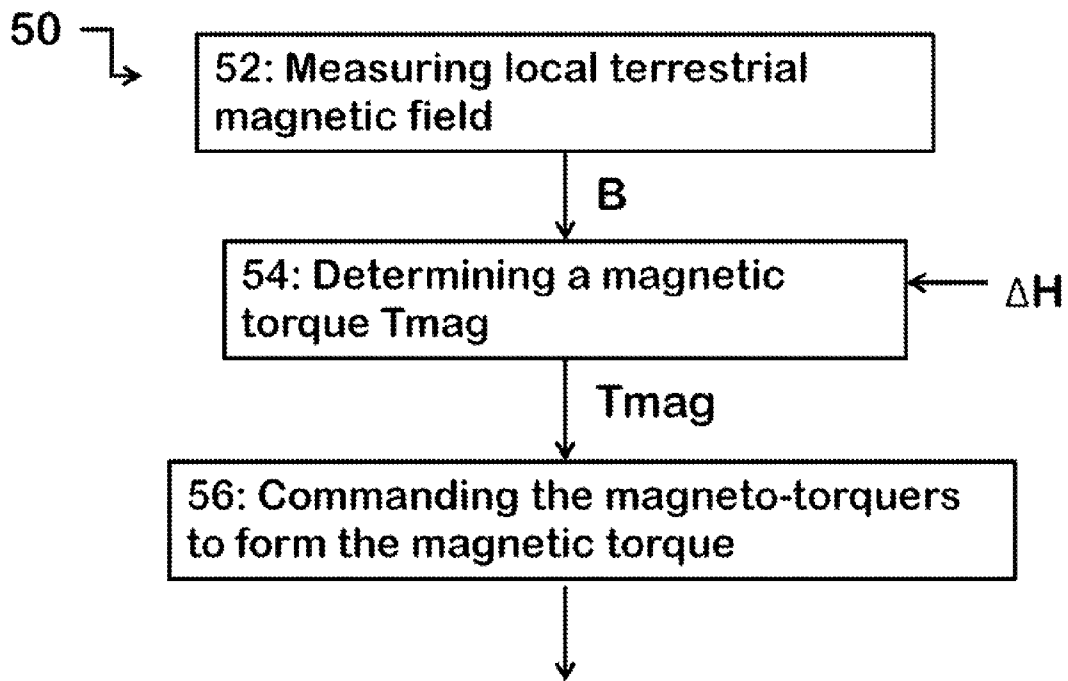 50
52: Measuring local terrestrial
magnetic field
B
54: Determining a magnetic
torque Tmag
ΔH
Tmag
56: Commanding the magneto-torquers
to form the magnetic torque